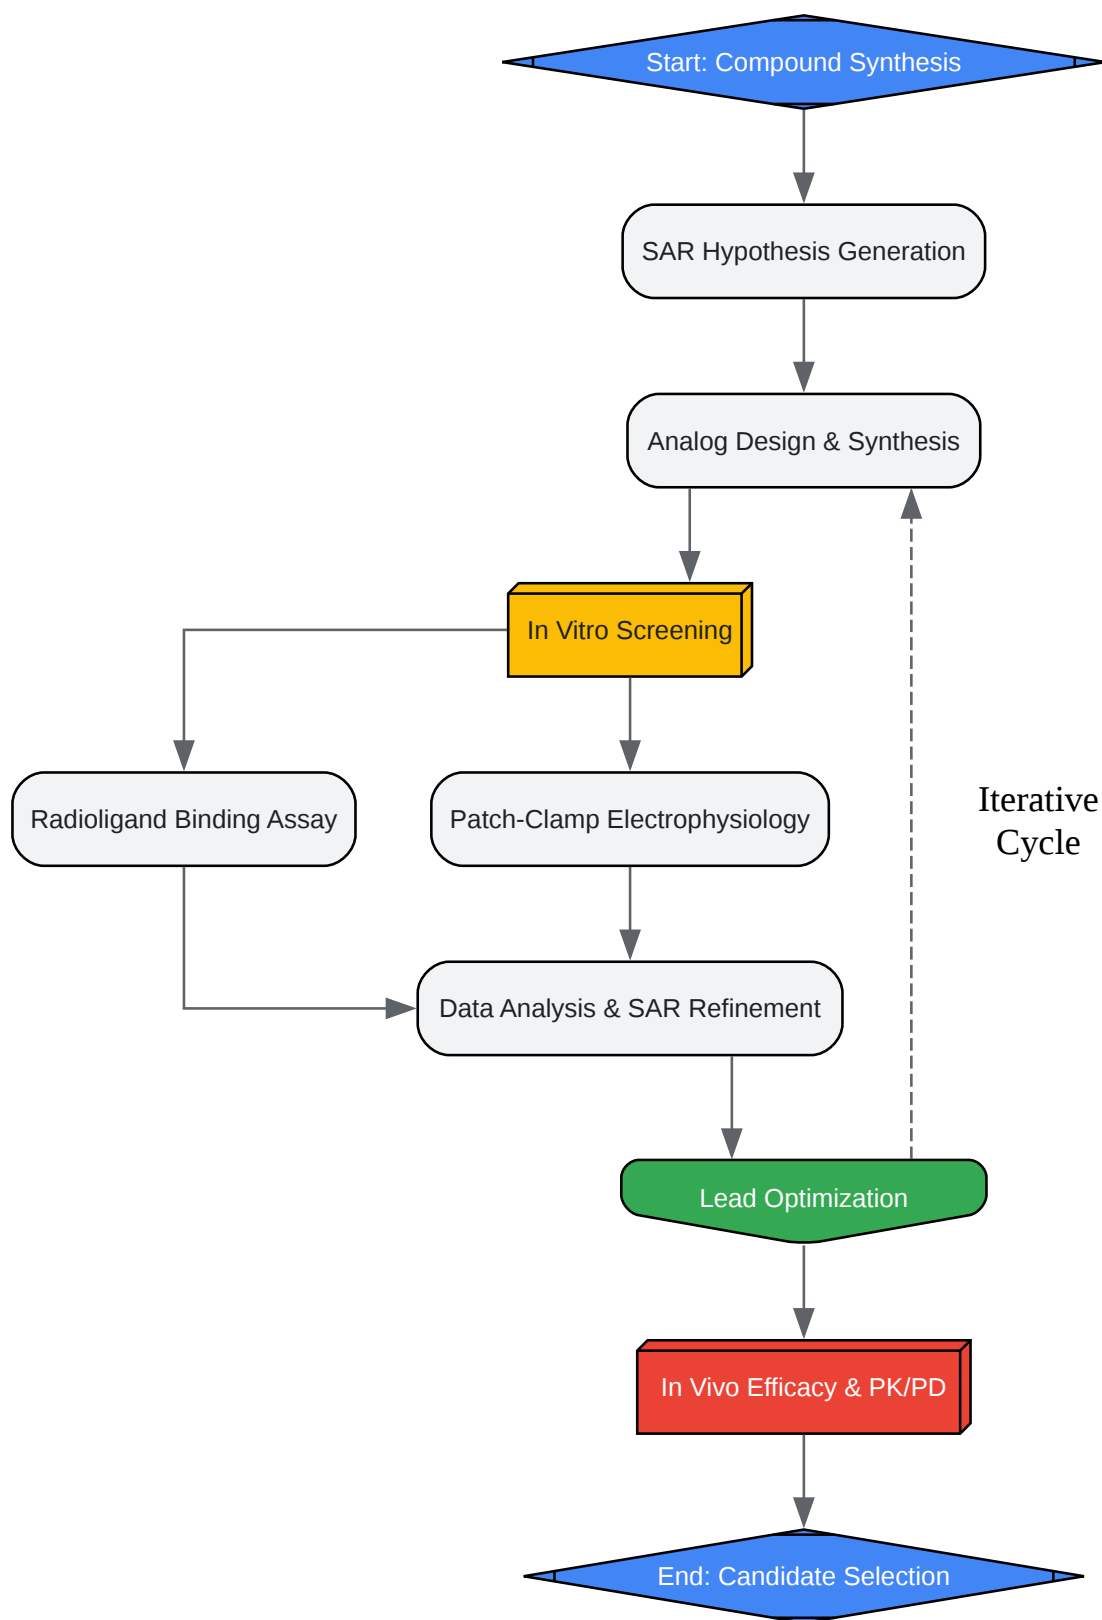 Start: Compound Synthesis
SAR Hypothesis Generation
Analog Design & Synthesis
In Vitro Screening
Radioligand Binding Assay
Patch-Clamp Electrophysiology
Iterative
Cycle
Data Analysis & SAR Refinement
Lead Optimization
In Vivo Efficacy & PK/PD
End: Candidate Selection